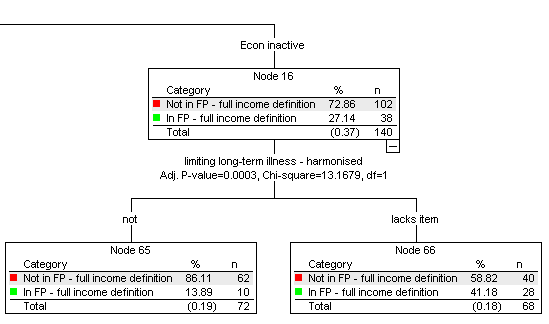 Econ inactive
Node 16
Category % n
Not in FP - full income definition 72.86 102
In FP - full income definition 27.14 38
Total (0.37) 140
limiting long-term illness - harmonised
Adj. P-value=0.0003, Chi-square=13.1679, df=1
not
lacks item
Node 65
Category % n
Not in FP - full income definition 86.11 62
In FP - full income definition 13.89 10
Total (0.19) 72
Node 66
Category % n
Not in FP - full income definition 58.82 40
In FP - full income definition 41.18 28
Total (0.18) 68